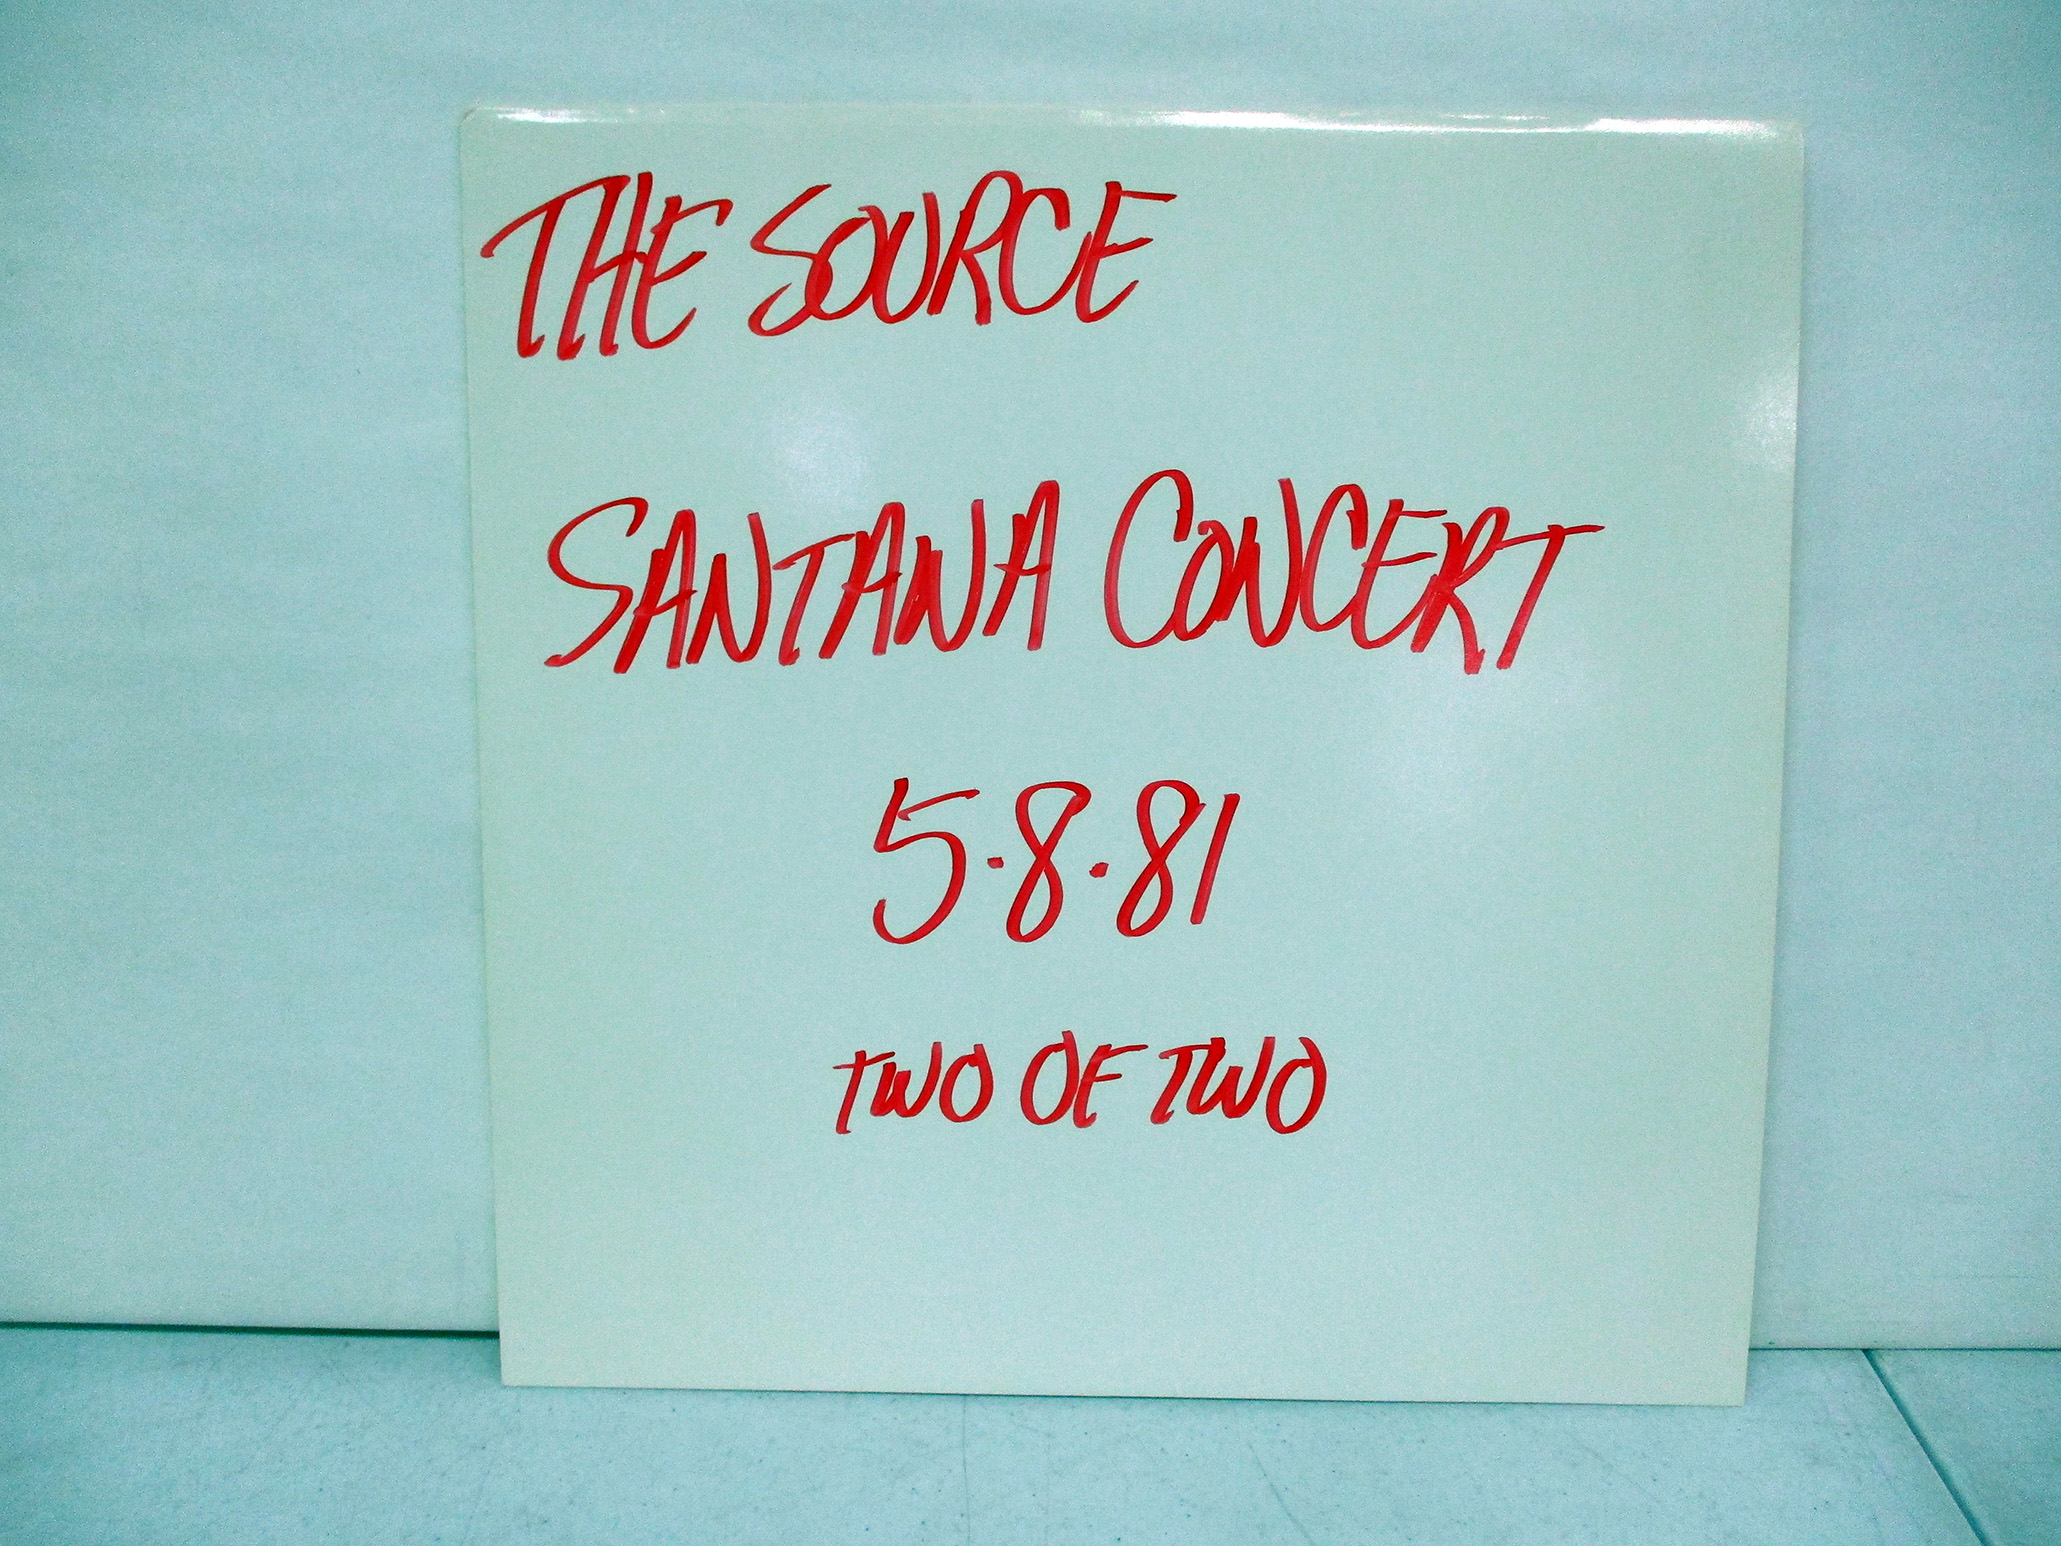 THE SOURCE
SANTANA CONCERT
5·8·81
TWO OF TWO